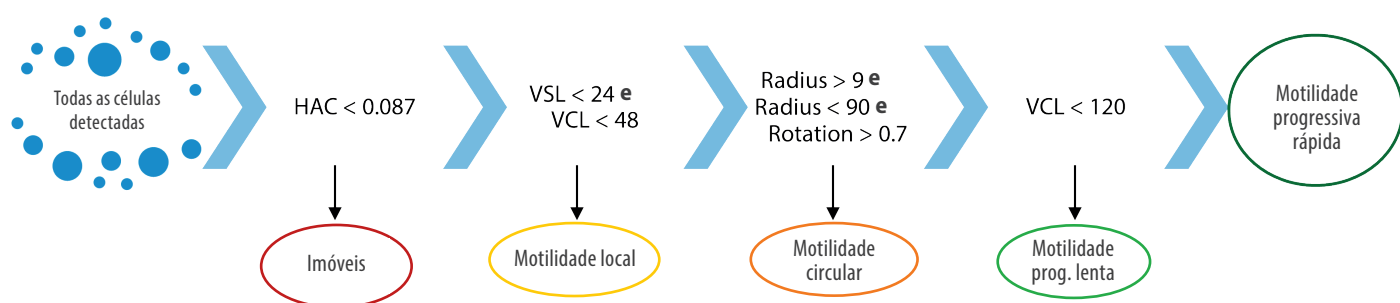 Todas as células
detectadas
HAC < 0.087
Imóveis
VSL < 24 e
VCL < 48
Motilidade local
Radius > 9 e
Radius < 90 e
Rotation > 0.7
Motilidade
circular
VCL < 120
Motilidade
prog. lenta
Motilidade
progressiva
rápida